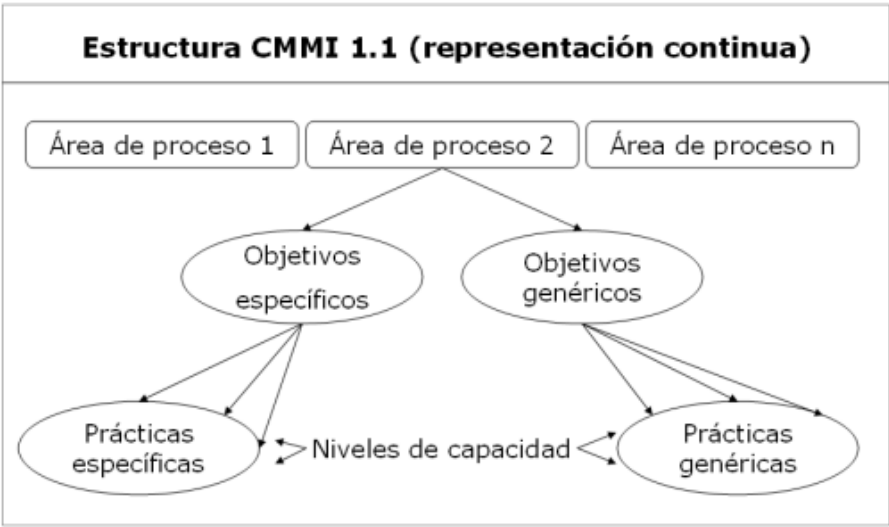 Estructura CMMI 1.1 (representación continua)
Área de proceso 1
Área de proceso 2
Área de proceso n
Objetivos
específicos
Objetivos
genéricos
Prácticas
específicas
Niveles de capacidad
Prácticas
genéricas